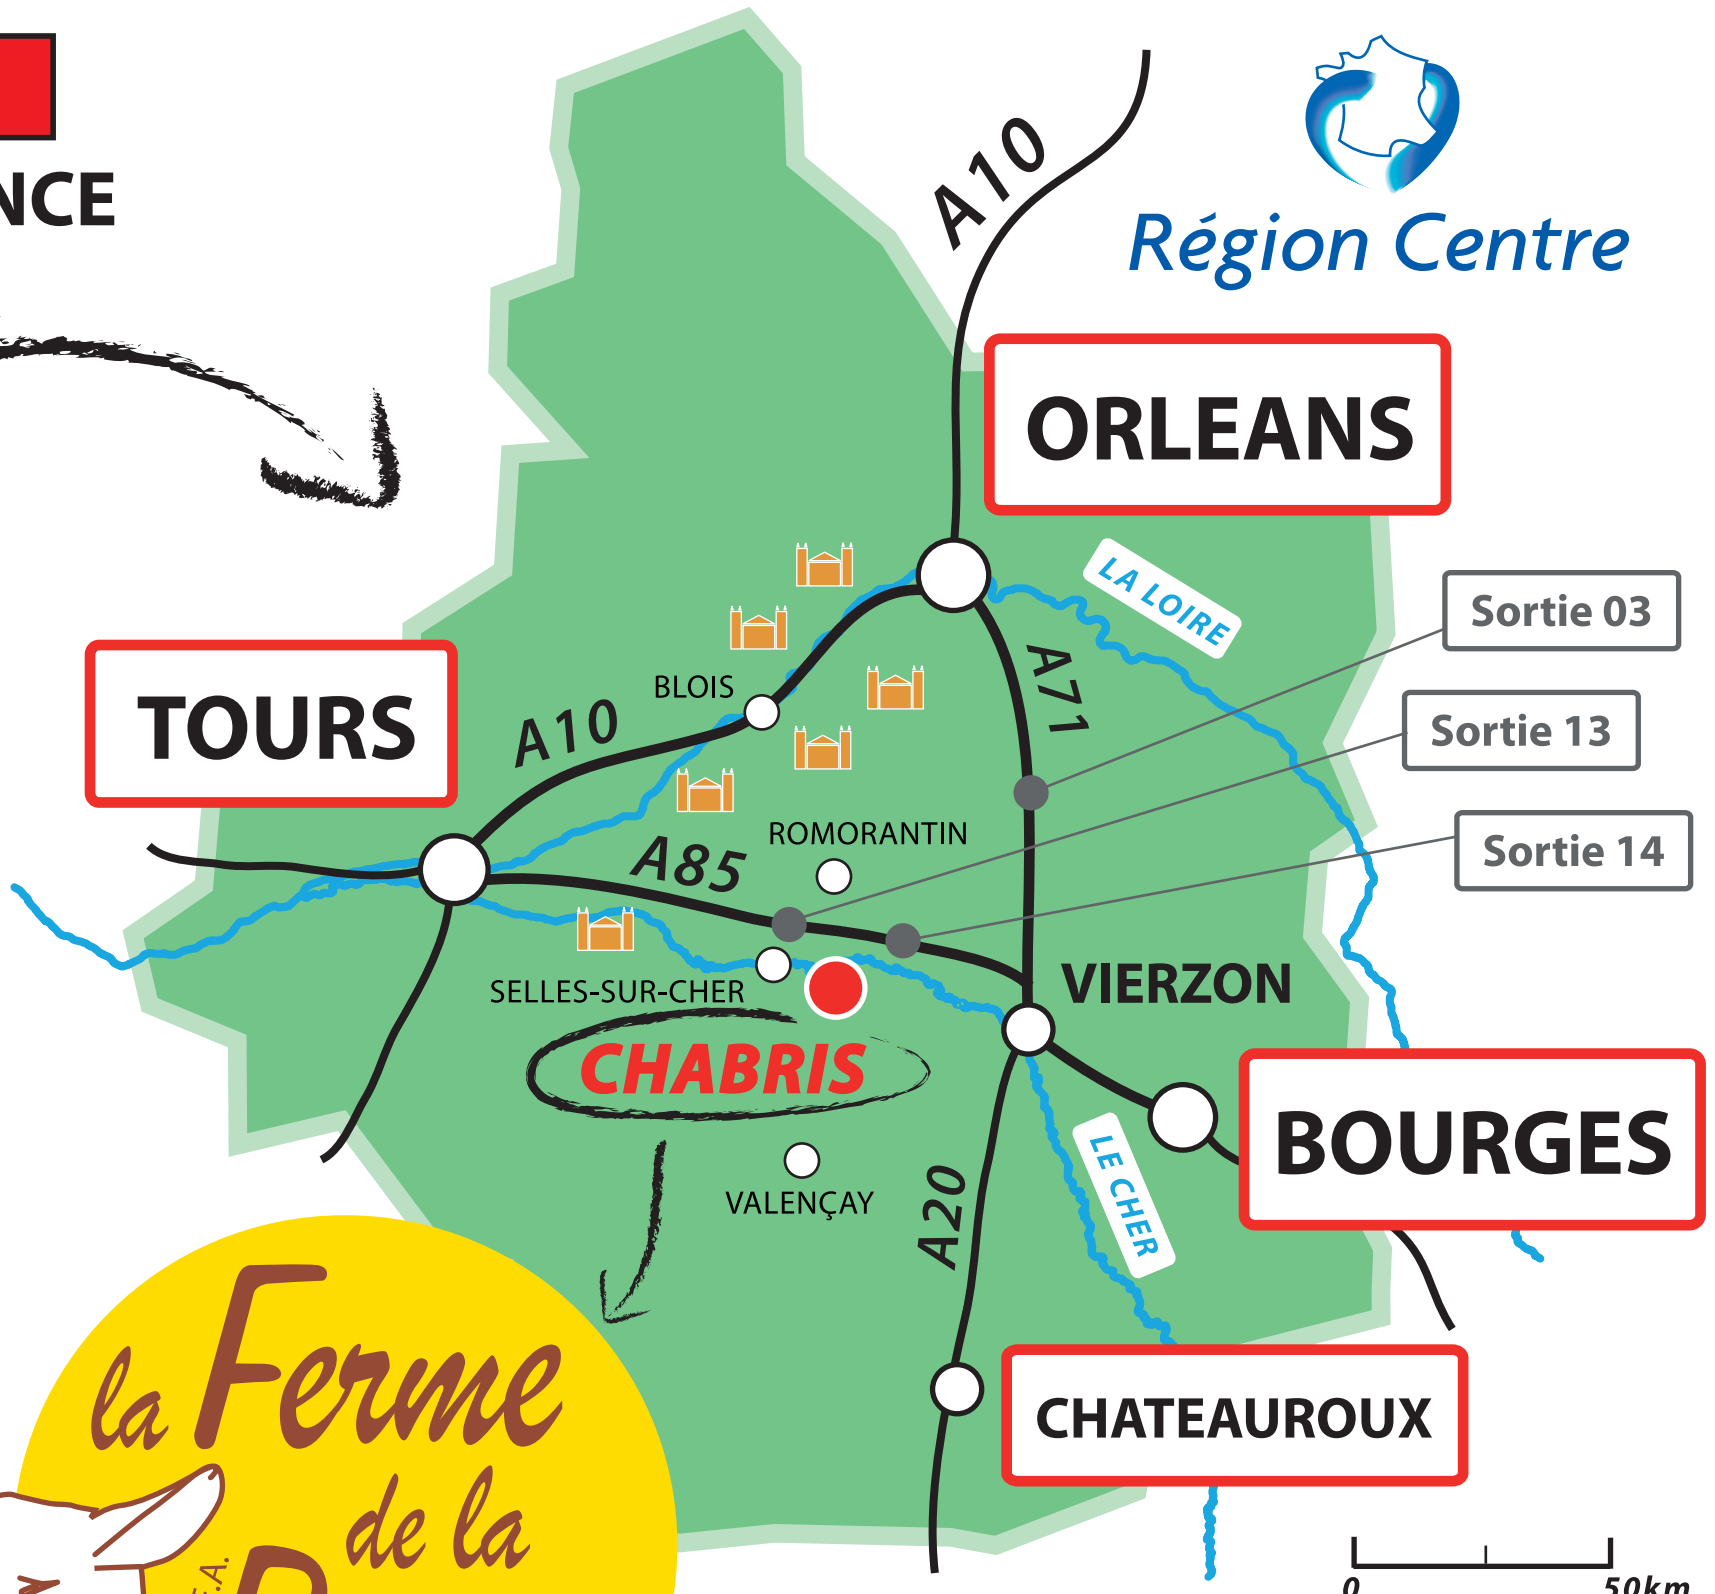 NCE
A10
Région Centre
ORLEANS
LA LOIRE
Sortie 03
TOURS
BLOIS
A10
A71
Sortie 13
ROMORANTIN
A85
Sortie 14
SELLES-SUR-CHER
VIERZON
CHABRIS
BOURGES
VALENÇAY
A20
LE CHER
la Ferme
de la
CHATEAUROUX
0
50km